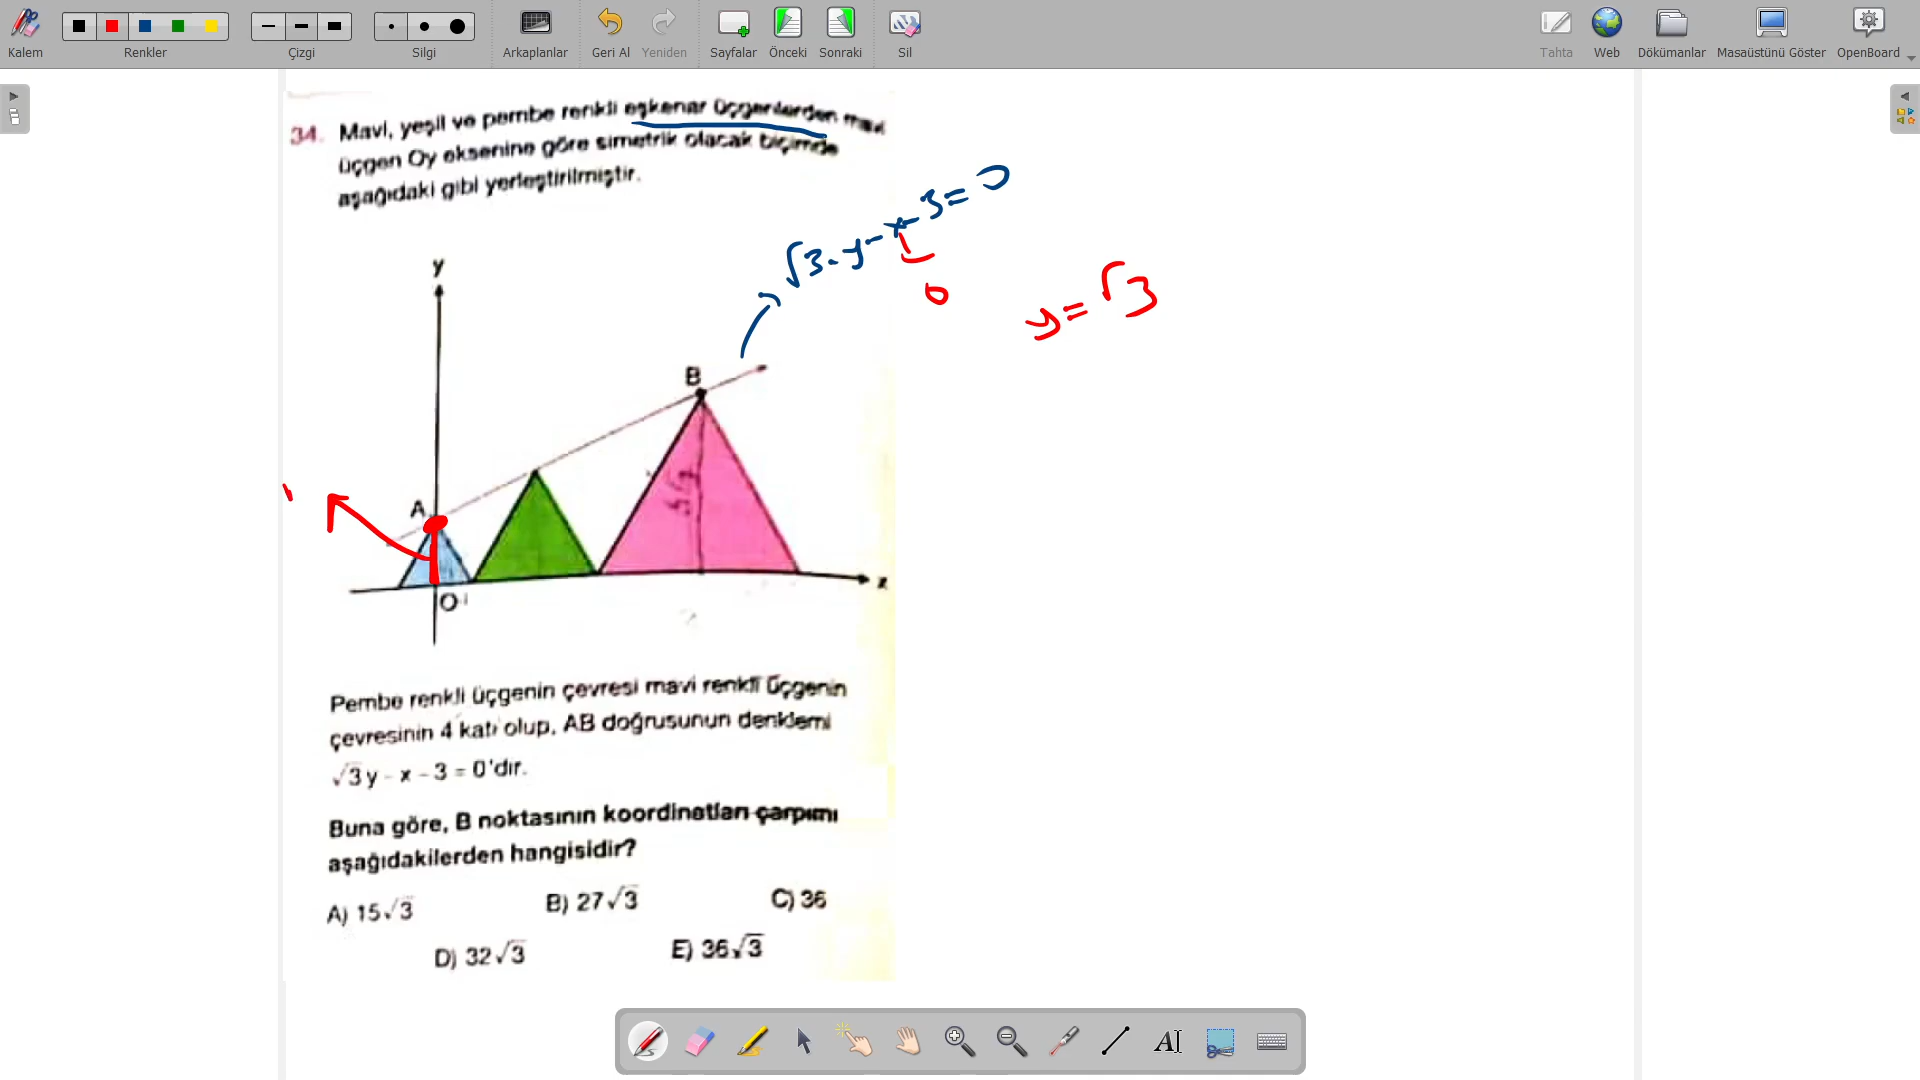 Kalem
Renkler
Çizgi
Silgi
Arkaplanlar
Geri Al
Yeniden
Sayfalar
Önceki
Sonraki
Sil
Tahta
Web
Dökümanlar
Masaüstünü Göster
OpenBoard
34. Mavi, yeşil ve pembe renkli eşkenar üçgenlerden mavi
üçgen Oy eksenine göre simetrik olacak biçimde
aşağıdaki gibi yerleştirilmiştir.
√3 - y - x - 3 = 0
0
y = √3
y
B
A
O
x
Pembe renkli üçgenin çevresi mavi renkli üçgenin
çevresinin 4 katı olup, AB doğrusunun denklemi
√3y - x - 3 = 0'dır.
Buna göre, B noktasının koordinatları çarpımı
aşağıdakilerden hangisidir?
A) 15√3
B) 27√3
C) 36
D) 32√3
E) 36√3